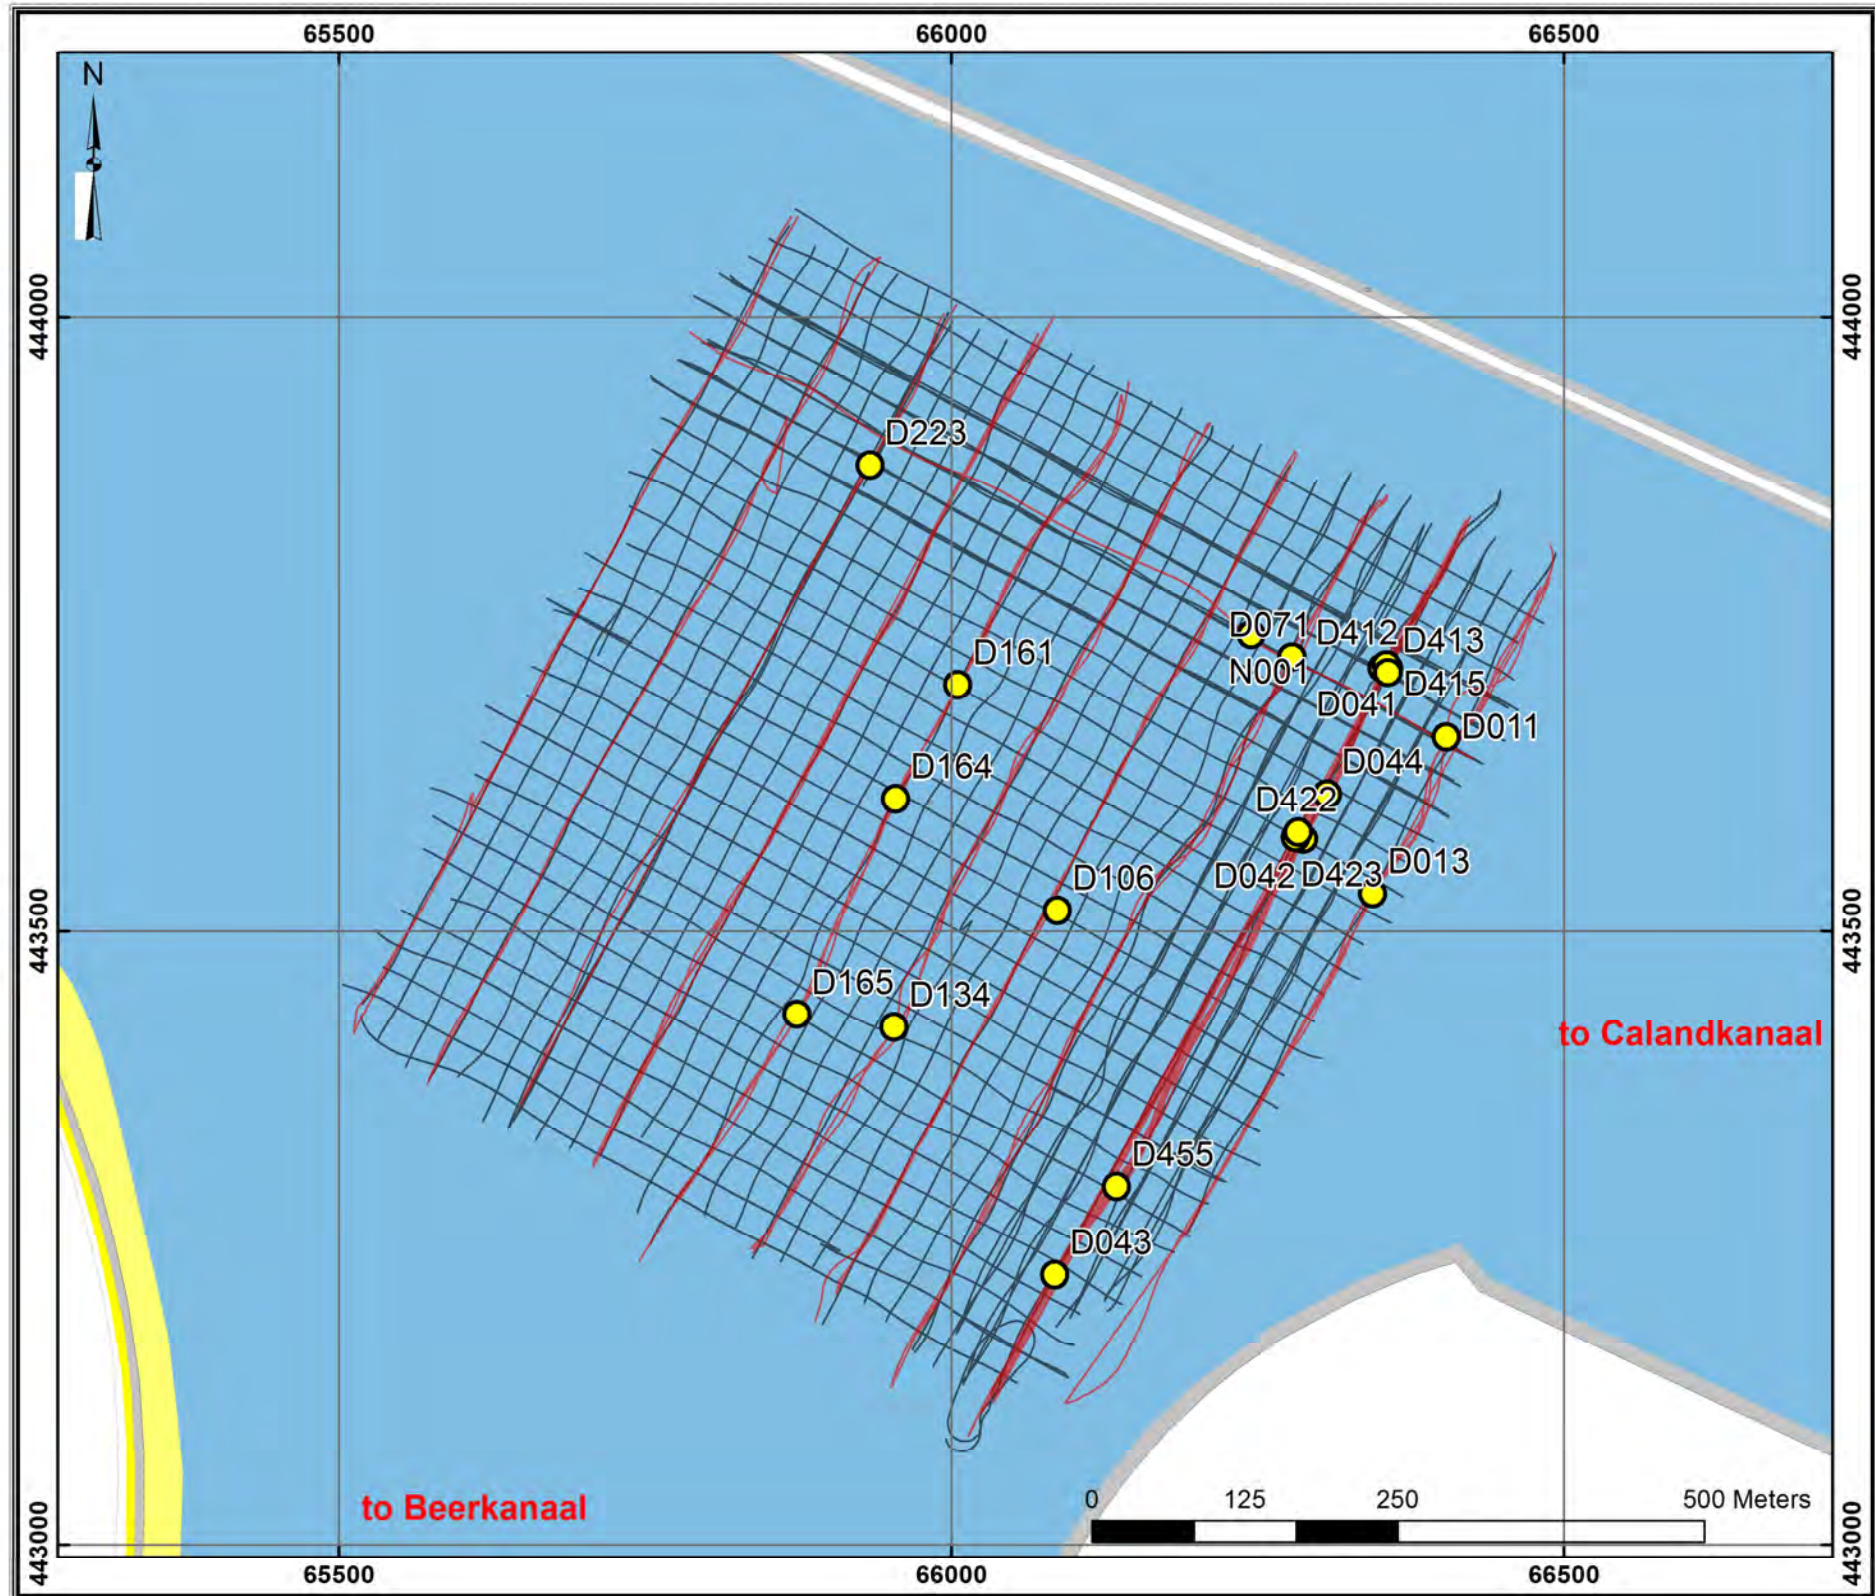 65500 66000 66500
N
44000 44000
D223
D071 D412 D413
D161
N001
D415
D041
D011
D044
D164
D422
D013
D106
D042 D423
443500 443500
D165
D134
to Calandkanaal
D455
D043
0 125 250 500 Meters
to Beerkanaal
443000 443000
65500 66000 66500